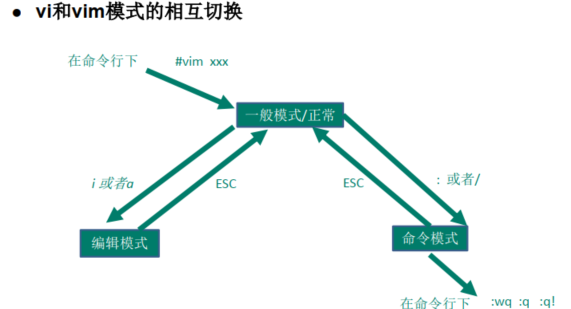 ● vi和vim模式的相互切换
在命令行下 #vim xxx
一般模式/正常
i 或者a ESC ESC : 或者/
编辑模式 命令模式
在命令行下 :wq :q :q!